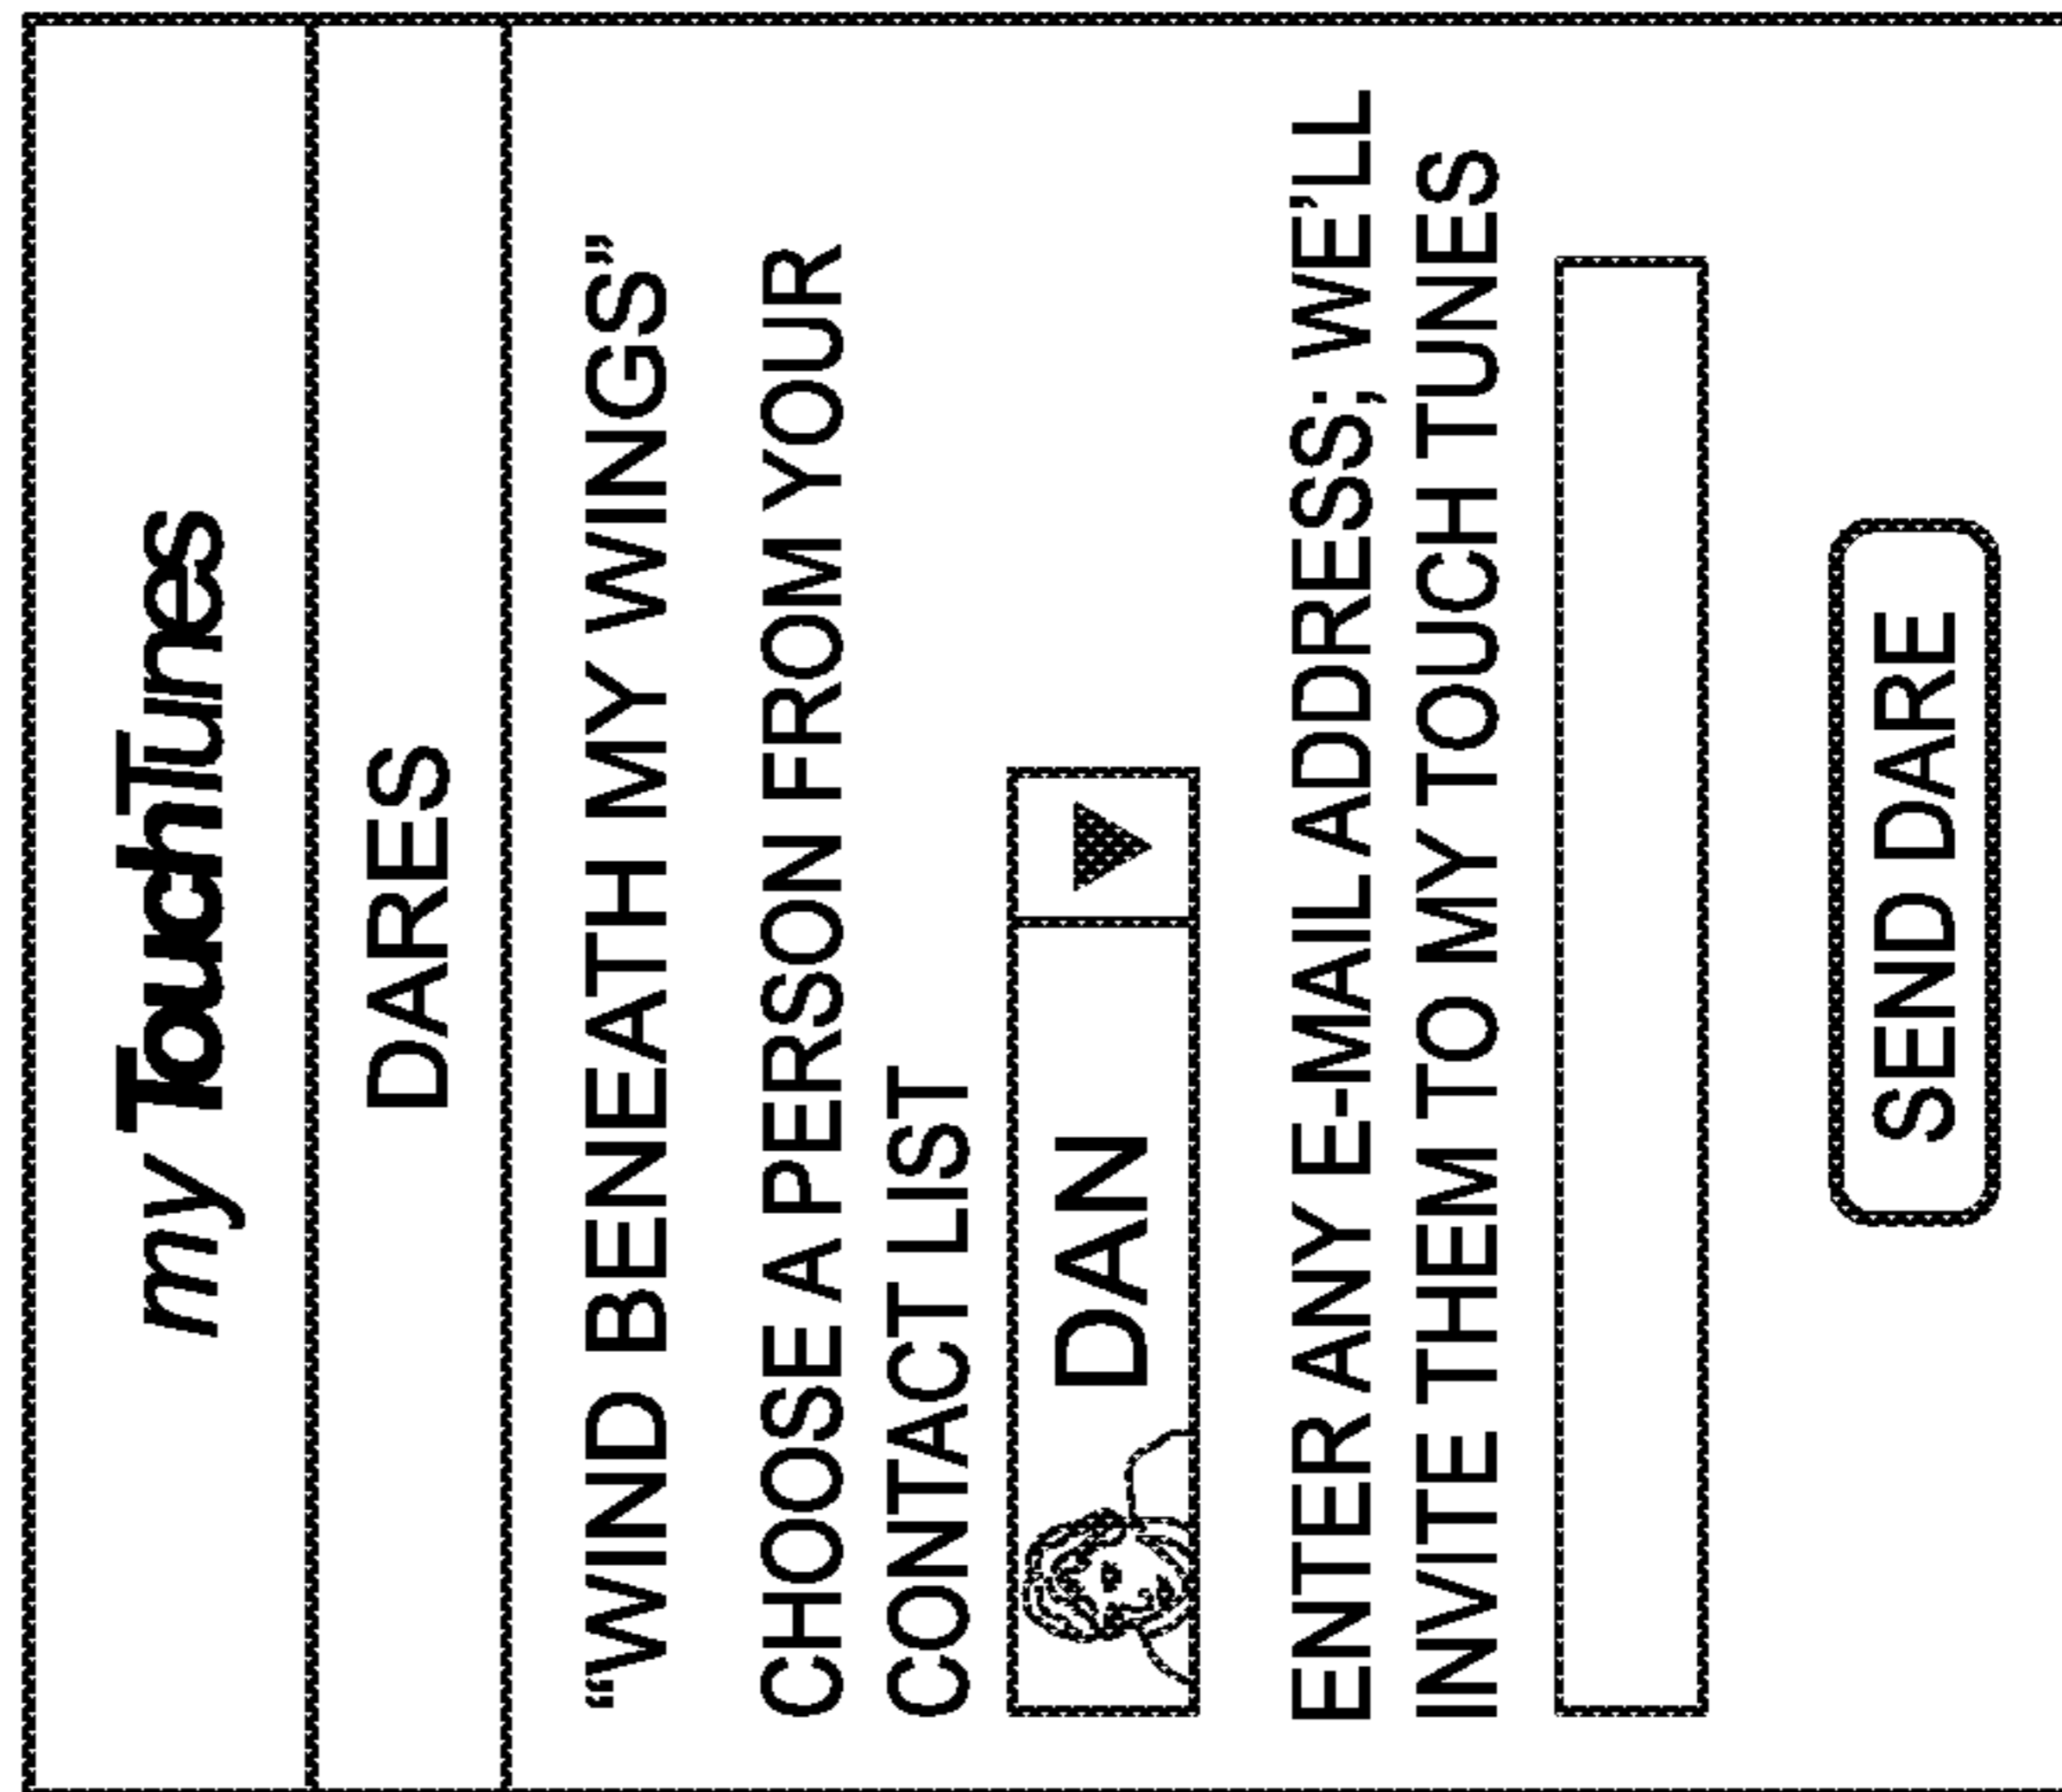 my TouchTunes
DARES
“WIND BENEATH MY WINGS”
CHOOSE A PERSON FROM YOUR
CONTACT LIST
DAN
ENTER ANY E-MAIL ADDRESS; WE’LL
INVITE THEM TO MY TOUCH TUNES
SEND DARE